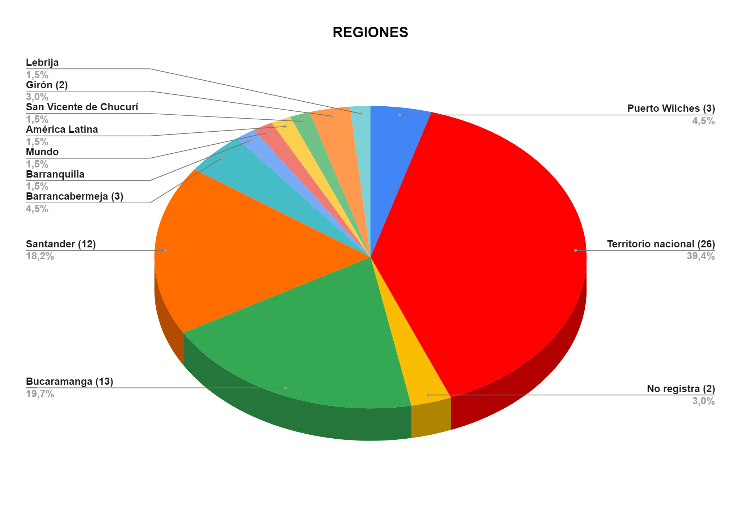 REGIONES
Lebrija
1,5%
Girón (2)
3,0%
San Vicente de Chucurí
1,5%
América Latina
1,5%
Mundo
1,5%
Barranquilla
1,5%
Barrancabermeja (3)
4,5%
Santander (12)
18,2%
Bucaramanga (13)
19,7%
Puerto Wilches (3)
4,5%
Territorio nacional (26)
39,4%
No registra (2)
3,0%